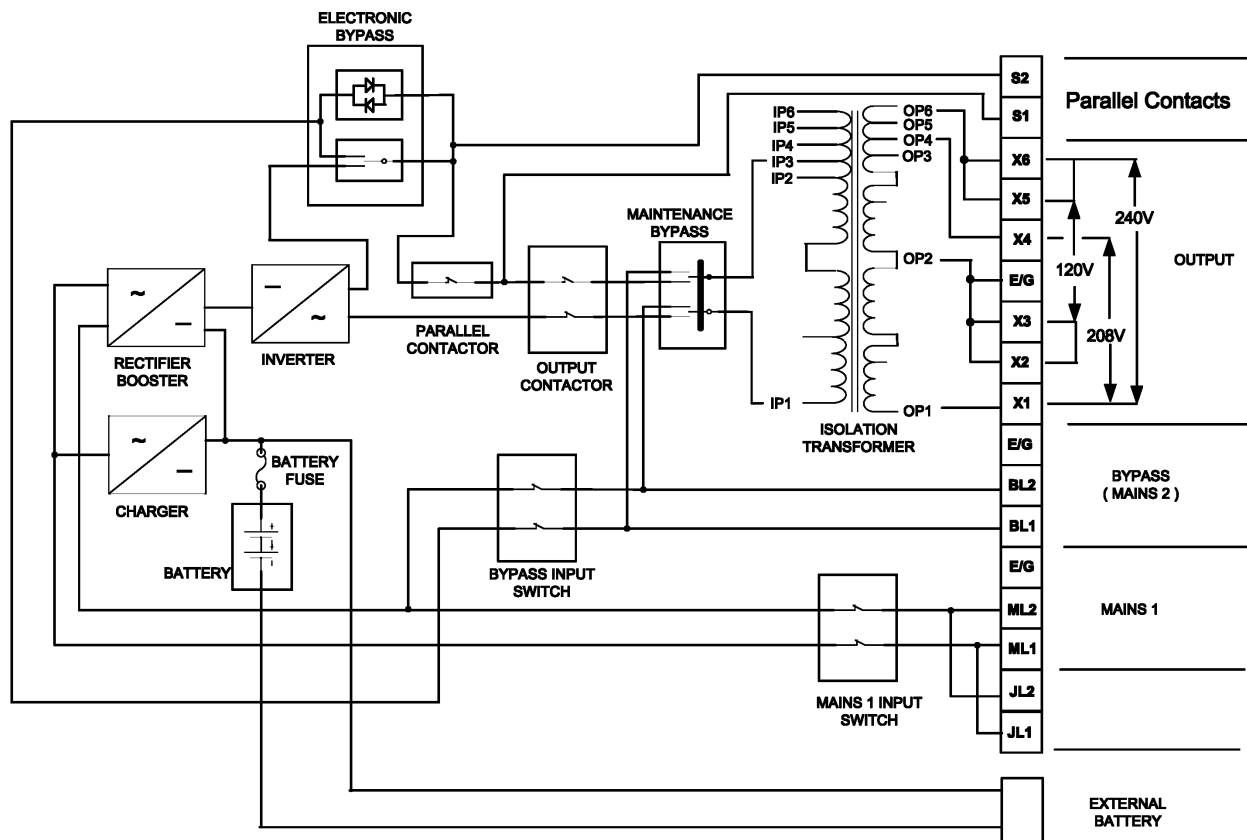 ELECTRONIC
BYPASS
S2
S1
Parallel Contacts
IP6
IP5
IP4
IP3
IP2
IP1
OP6
OP5
OP4
OP3
OP2
OP1
X6
X5
X4
E/G
X3
X2
X1
240V
120V
208V
OUTPUT
MAINTENANCE
BYPASS
~
–
RECTIFIER
BOOSTER
–
~
INVERTER
PARALLEL
CONTACTOR
OUTPUT
CONTACTOR
ISOLATION
TRANSFORMER
~
–
CHARGER
BATTERY
FUSE
+
+
-
BATTERY
BYPASS INPUT
SWITCH
E/G
BL2
BL1
BYPASS
( MAINS 2 )
E/G
ML2
ML1
MAINS 1
JL2
JL1
MAINS 1 INPUT
SWITCH
EXTERNAL
BATTERY